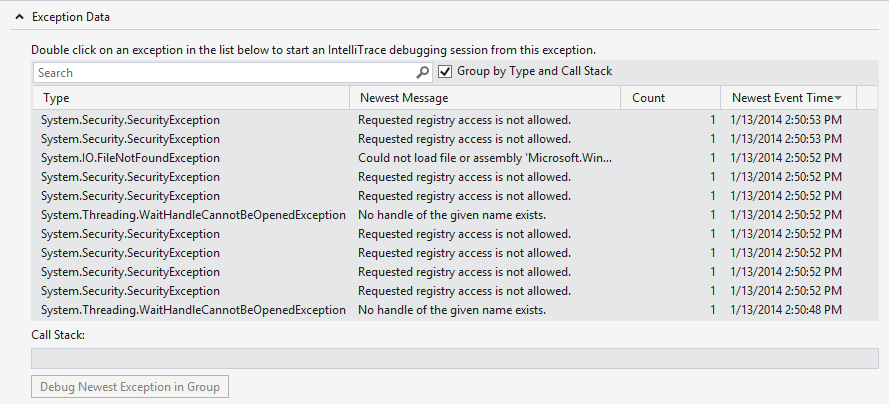 Exception Data
Double click on an exception in the list below to start an IntelliTrace debugging session from this exception.
Search Group by Type and Call Stack
Type Newest Message Count Newest Event Time
System.Security.SecurityException Requested registry access is not allowed. 1 1/13/2014 2:50:53 PM
System.Security.SecurityException Requested registry access is not allowed. 1 1/13/2014 2:50:53 PM
System.IO.FileNotFoundException Could not load file or assembly 'Microsoft.Win... 1 1/13/2014 2:50:52 PM
System.Security.SecurityException Requested registry access is not allowed. 1 1/13/2014 2:50:52 PM
System.Security.SecurityException Requested registry access is not allowed. 1 1/13/2014 2:50:52 PM
System.Threading.WaitHandleCannotBeOpenedException No handle of the given name exists. 1 1/13/2014 2:50:52 PM
System.Security.SecurityException Requested registry access is not allowed. 1 1/13/2014 2:50:52 PM
System.Security.SecurityException Requested registry access is not allowed. 1 1/13/2014 2:50:52 PM
System.Security.SecurityException Requested registry access is not allowed. 1 1/13/2014 2:50:52 PM
System.Security.SecurityException Requested registry access is not allowed. 1 1/13/2014 2:50:52 PM
System.Threading.WaitHandleCannotBeOpenedException No handle of the given name exists. 1 1/13/2014 2:50:48 PM
Call Stack:
Debug Newest Exception in Group